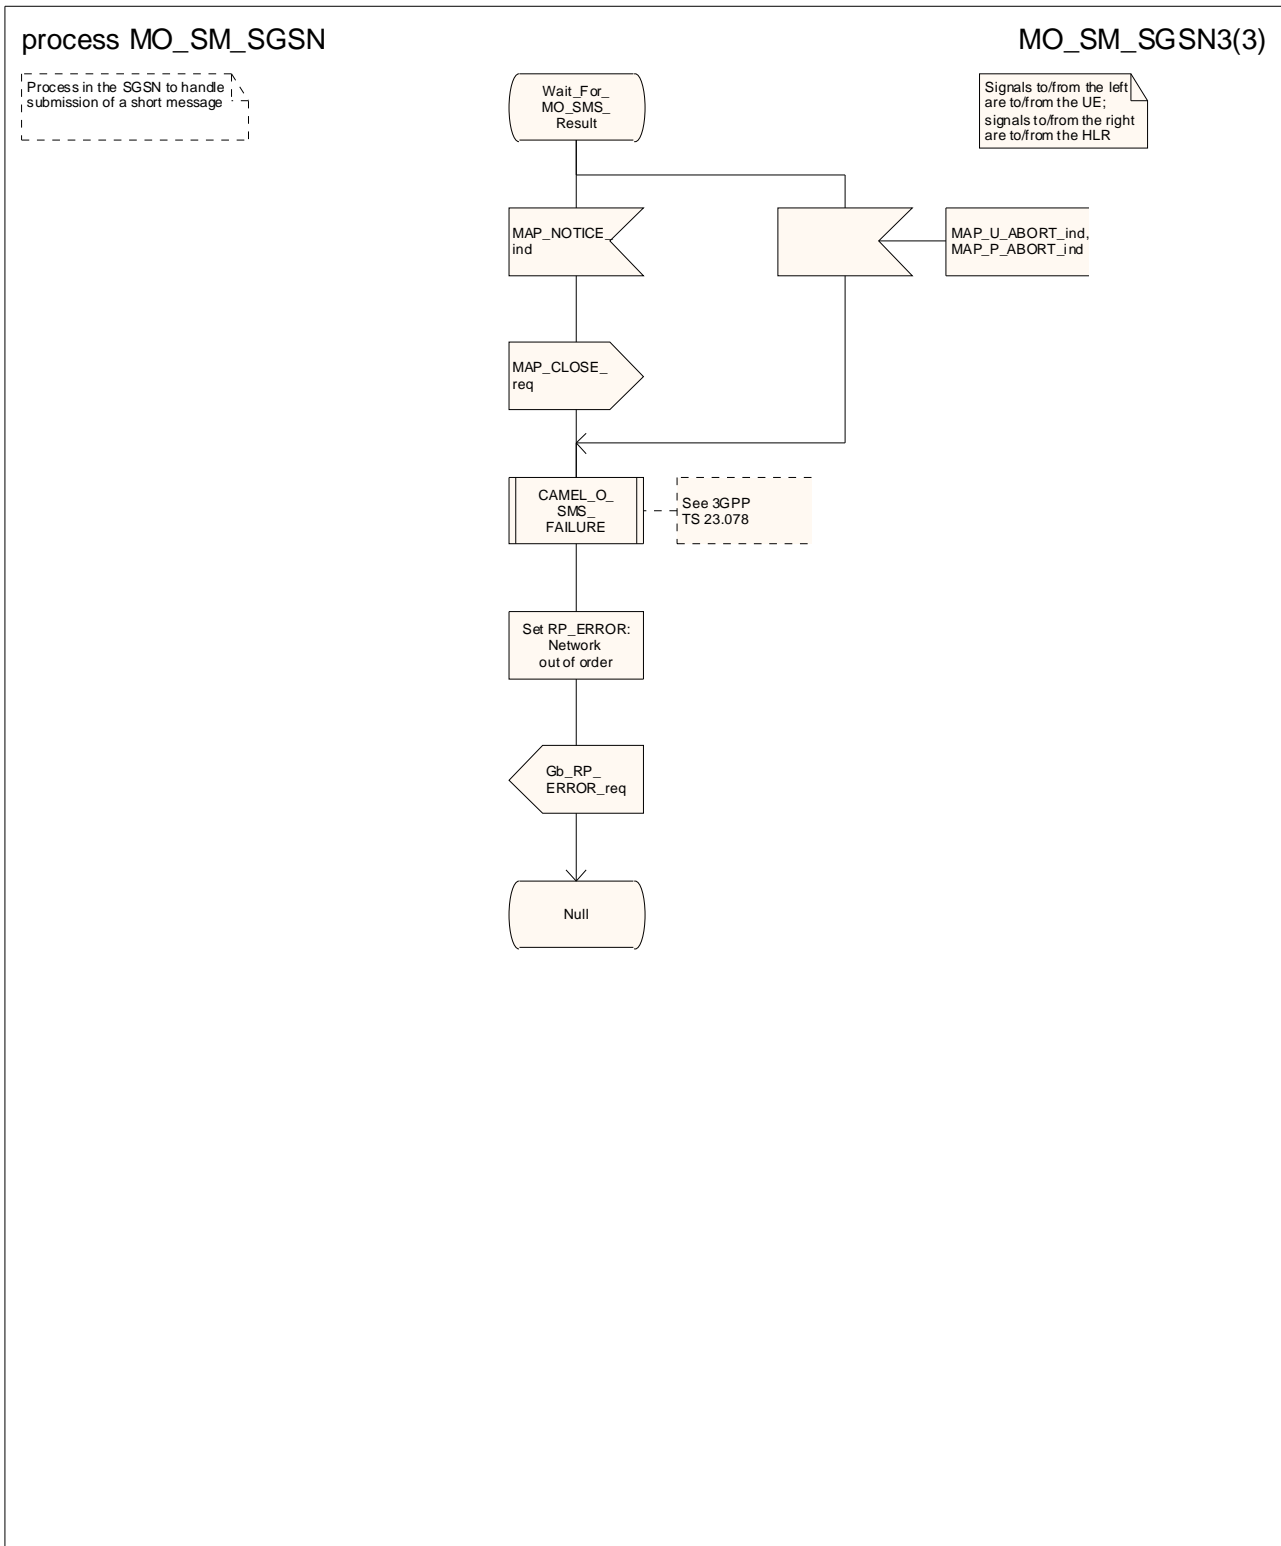 process MO_SM_SGSN
MO_SM_SGSN3(3)
Process in the SGSN to handle
submission of a short message
Wait_For_
MO_SMS_
Result
Signals to/from the left
are to/from the UE;
signals to/from the right
are to/from the HLR
MAP_NOTICE_
ind
MAP_U_ABORT_ind,
MAP_P_ABORT_ind
MAP_CLOSE_
req
CAMEL_O_
SMS_
FAILURE
See 3GPP
TS 23.078
Set RP_ERROR:
Network
out of order
Gb_RP_
ERROR_req
Null